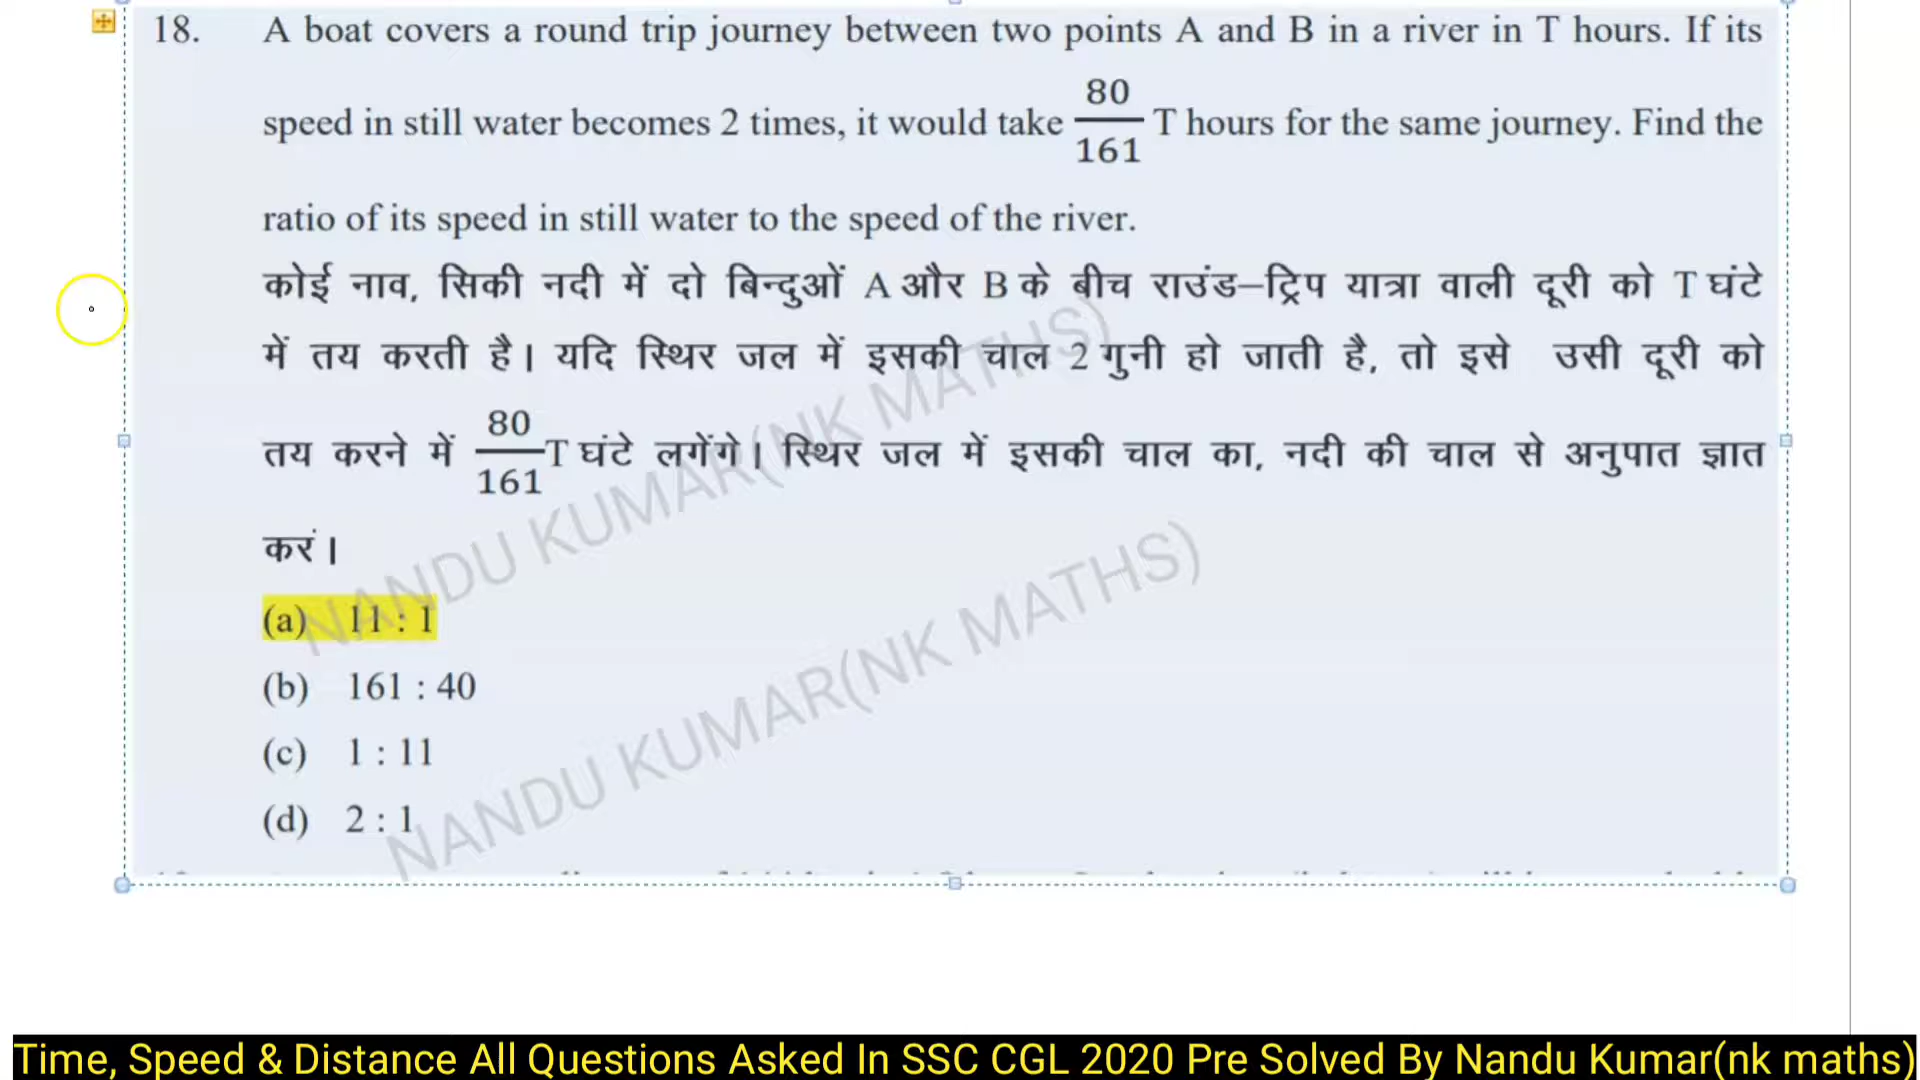 18. A boat covers a round trip journey between two points A and B in a river in T hours. If its
speed in still water becomes 2 times, it would take 80/161 T hours for the same journey. Find the
ratio of its speed in still water to the speed of the river.
कोई नाव, सिकी नदी में दो बिन्दुओं A और B के बीच राउंड–ट्रिप यात्रा वाली दूरी को T घंटे
में तय करती है। यदि स्थिर जल में इसकी चाल 2 गुनी हो जाती है, तो इसे उसी दूरी को
तय करने में 80/161 T घंटे लगेंगे। स्थिर जल में इसकी चाल का, नदी की चाल से अनुपात ज्ञात
करं।
(a) 11 : 1
(b) 161 : 40
(c) 1 : 11
(d) 2 : 1
NANDU KUMAR(NK MATHS)
NANDU KUMAR(NK MATHS)
Time, Speed & Distance All Questions Asked In SSC CGL 2020 Pre Solved By Nandu Kumar(nk maths)